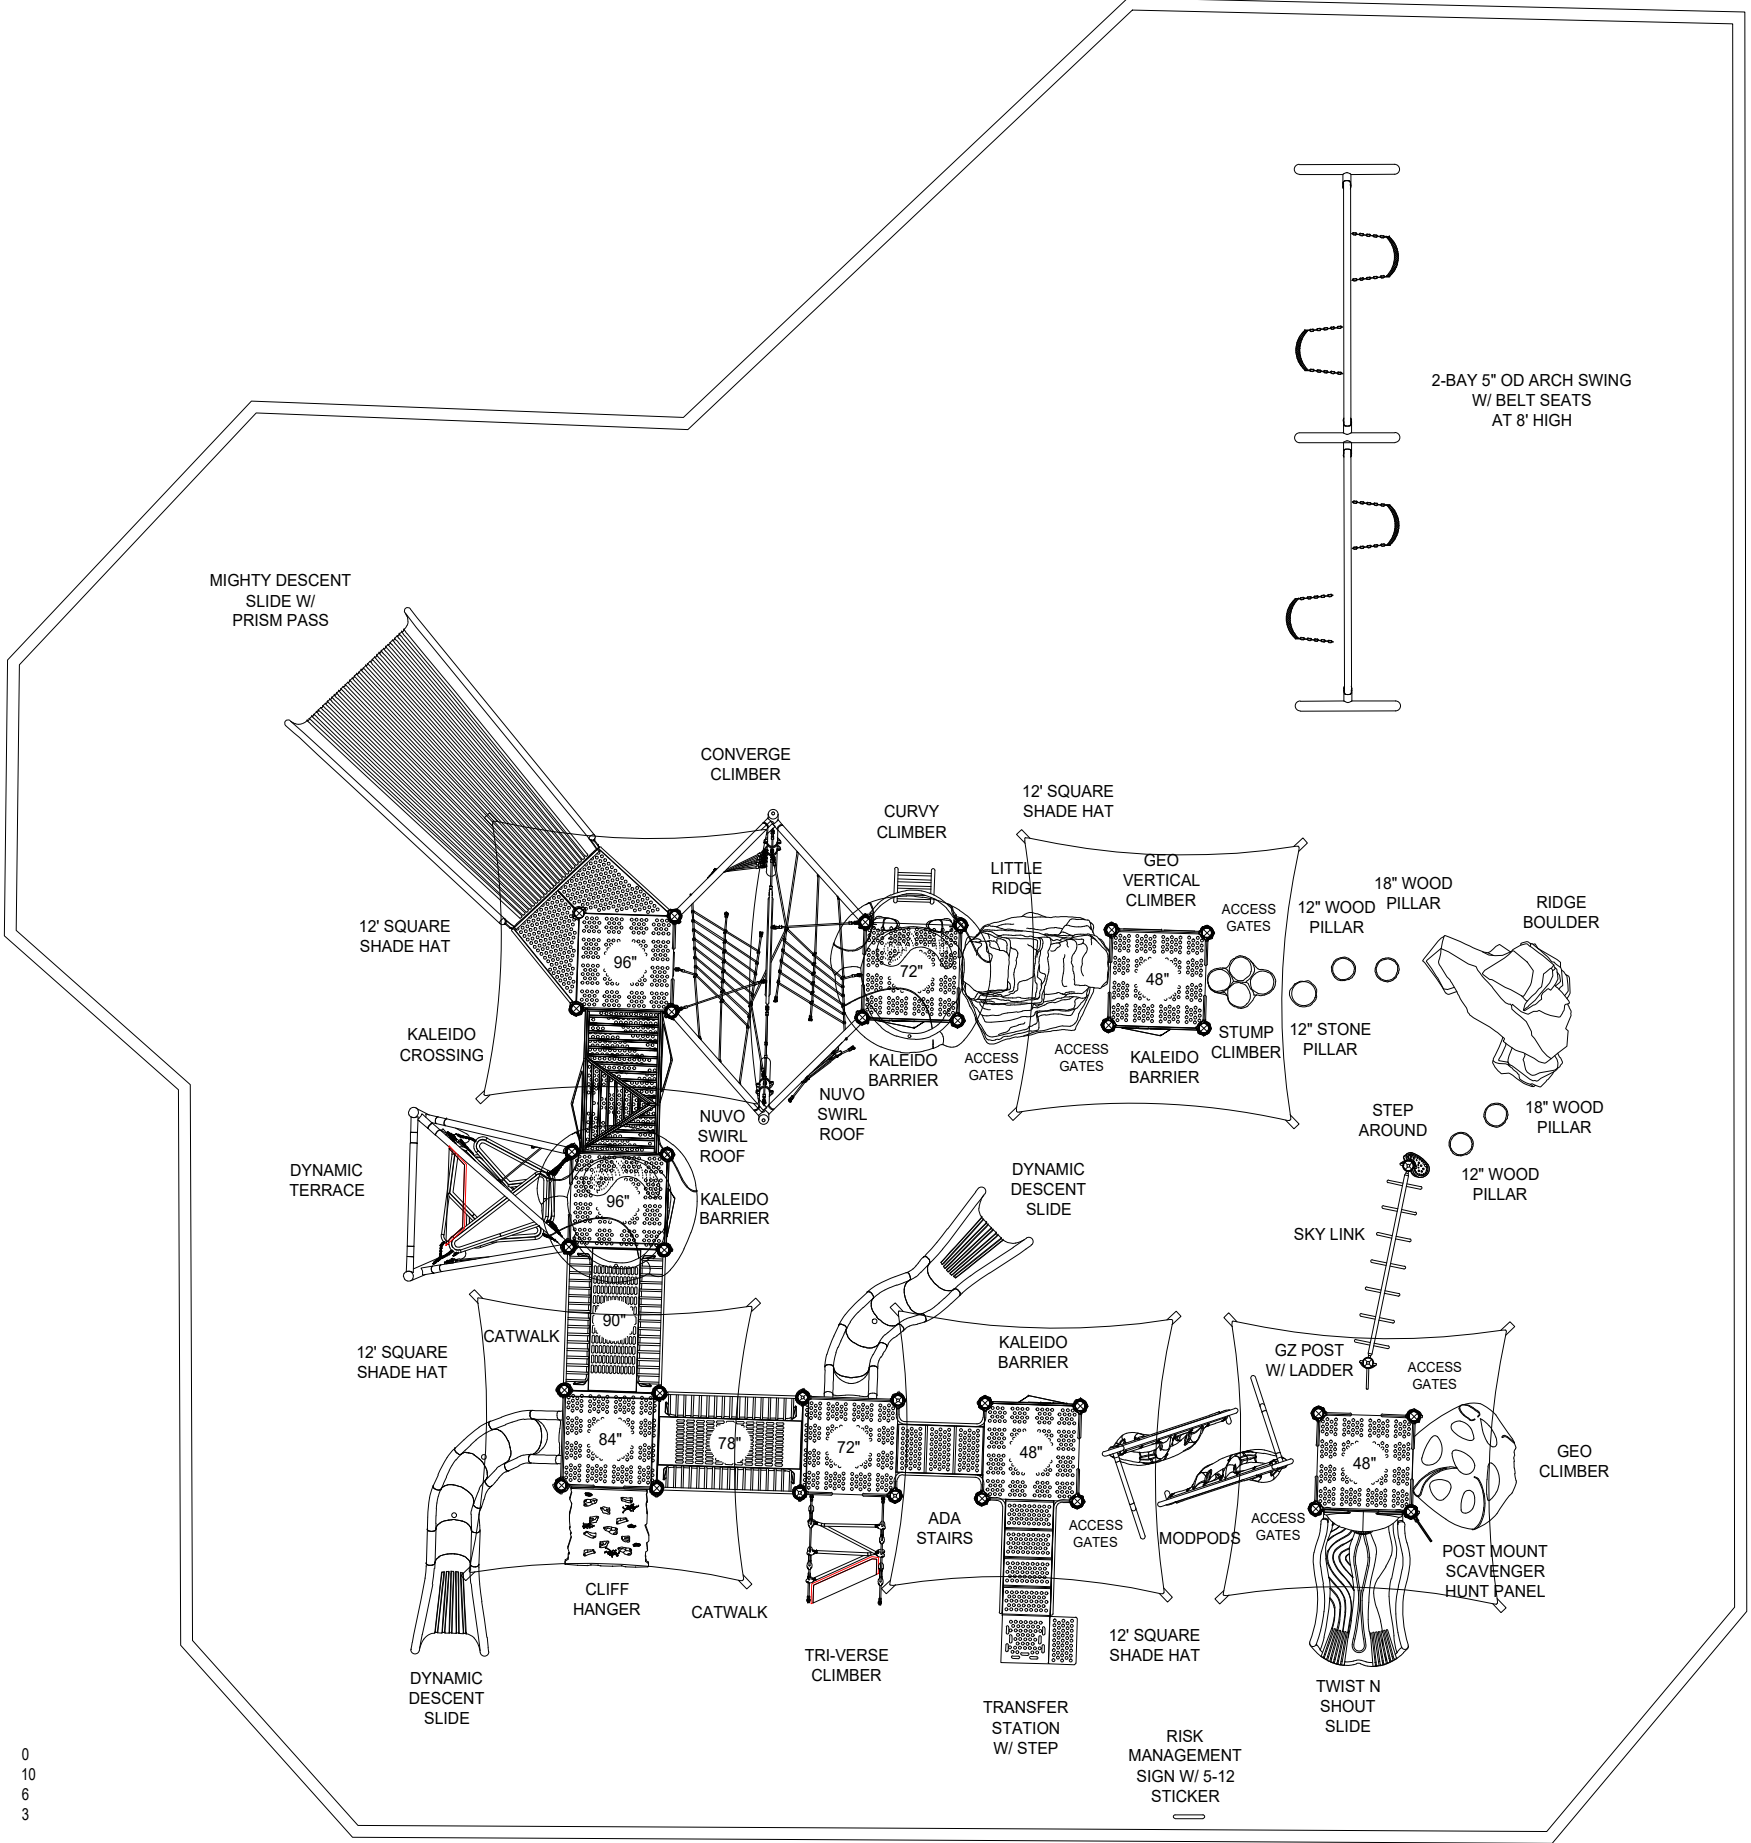 2-BAY 5" OD ARCH SWING
W/ BELT SEATS
AT 8' HIGH
MIGHTY DESCENT
SLIDE W/
PRISM PASS
CONVERGE
CLIMBER
CURVY
CLIMBER
12' SQUARE
SHADE HAT
LITTLE
RIDGE
GEO
VERTICAL
CLIMBER
ACCESS
GATES
12" WOOD
PILLAR
18" WOOD
PILLAR
RIDGE
BOULDER
12' SQUARE
SHADE HAT
96"
72"
48"
KALEIDO
CROSSING
KALEIDO
BARRIER
ACCESS
GATES
ACCESS
GATES
KALEIDO
BARRIER
STUMP
CLIMBER
12" STONE
PILLAR
NUVO
SWIRL
ROOF
NUVO
SWIRL
ROOF
STEP
AROUND
18" WOOD
PILLAR
12" WOOD
PILLAR
DYNAMIC
TERRACE
96"
KALEIDO
BARRIER
DYNAMIC
DESCENT
SLIDE
SKY LINK
90"
CATWALK
12' SQUARE
SHADE HAT
KALEIDO
BARRIER
GZ POST
W/ LADDER
ACCESS
GATES
84"
78"
72"
48"
48"
GEO
CLIMBER
ADA
STAIRS
ACCESS
GATES
MODPODS
ACCESS
GATES
POST MOUNT
SCAVENGER
HUNT PANEL
CLIFF
HANGER
CATWALK
TRI-VERSE
CLIMBER
12' SQUARE
SHADE HAT
DYNAMIC
DESCENT
SLIDE
TRANSFER
STATION
W/ STEP
TWIST N
SHOUT
SLIDE
RISK
MANAGEMENT
SIGN W/ 5-12
STICKER
0
10
6
3